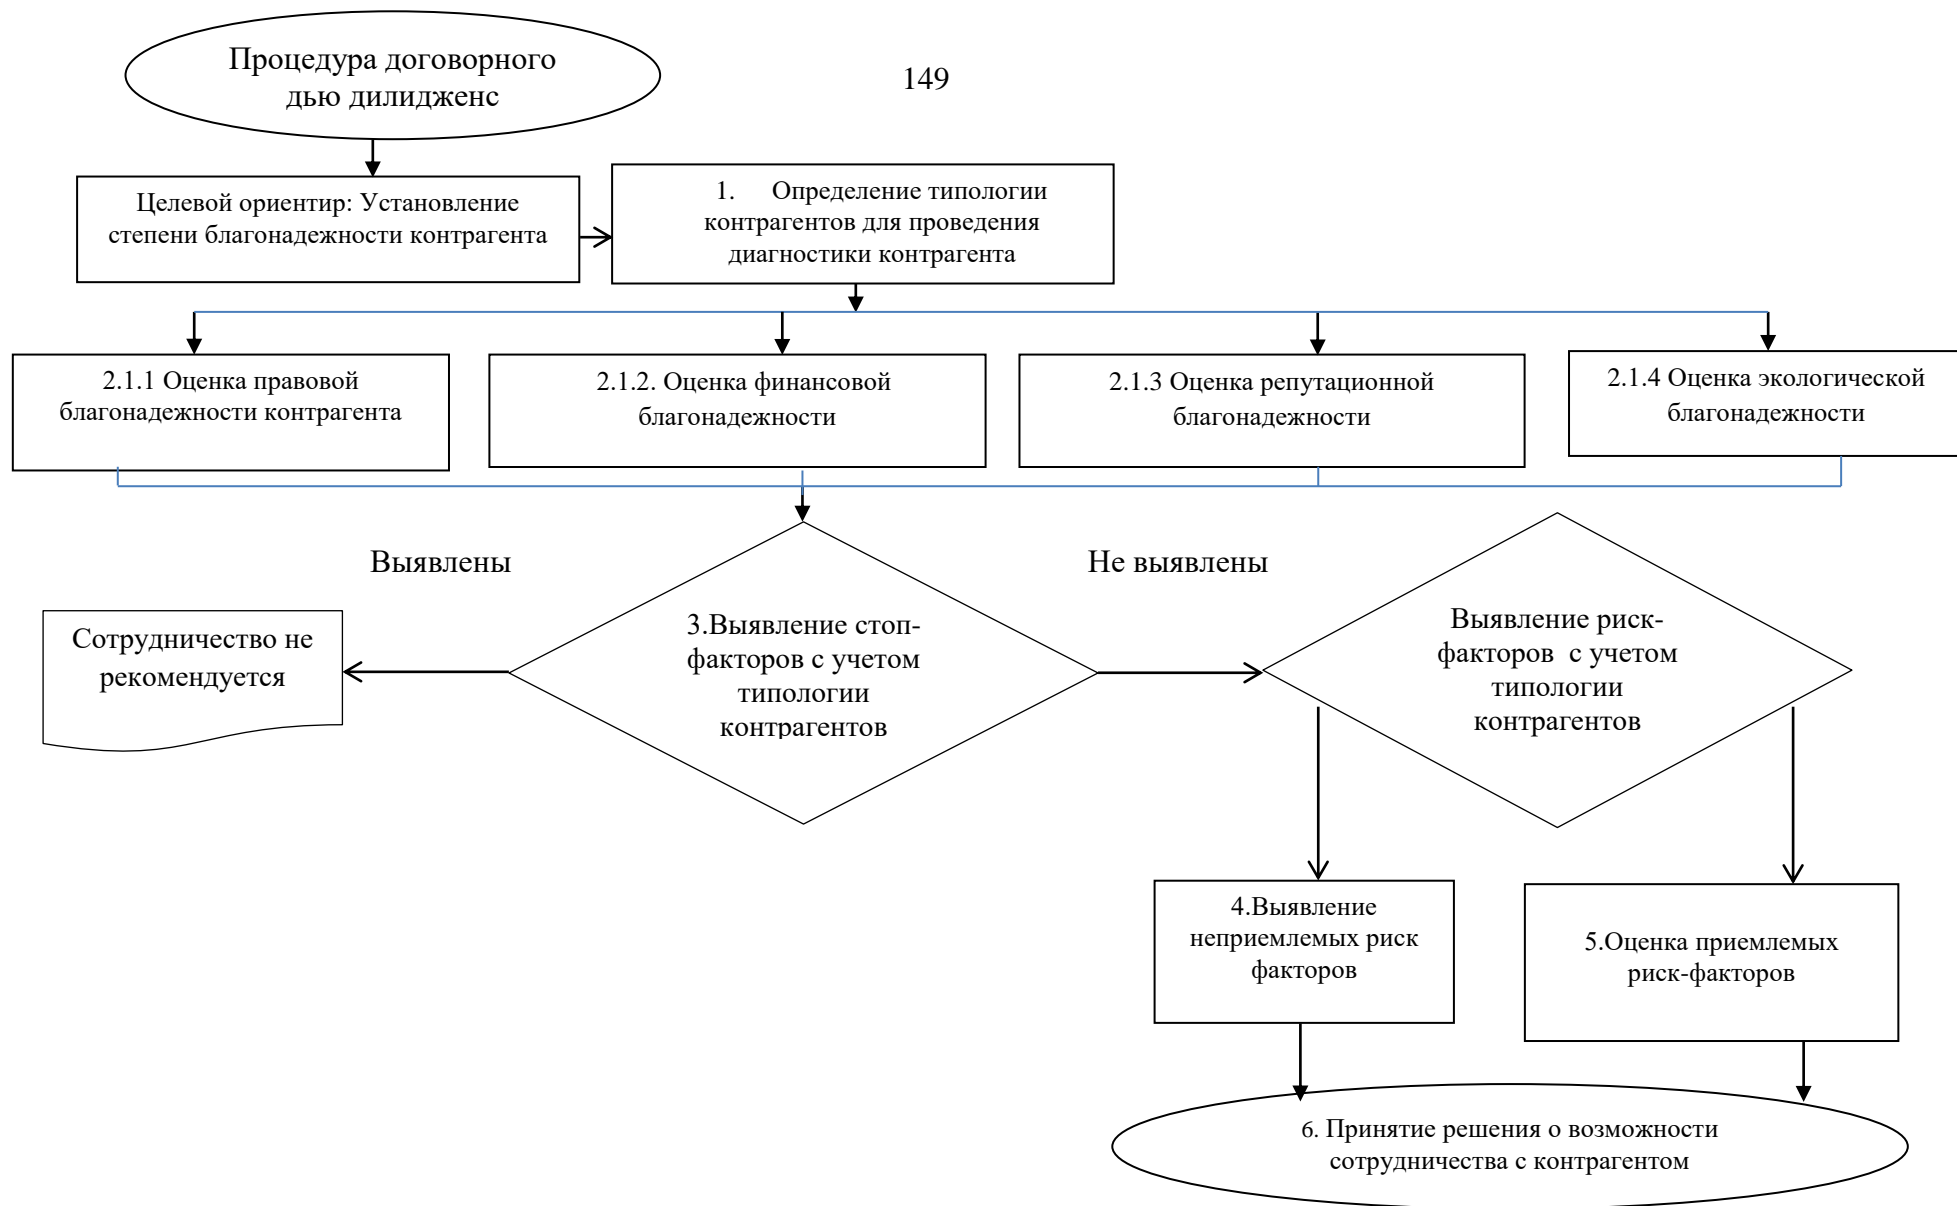 Процедура договорного
дью дилидженс
149
Целевой ориентир: Установление
степени благонадежности контрагента
1. Определение типологии
контрагентов для проведения
диагностики контрагента
2.1.1 Оценка правовой
благонадежности контрагента
2.1.2. Оценка финансовой
благонадежности
2.1.3 Оценка репутационной
благонадежности
2.1.4 Оценка экологической
благонадежности
Выявлены
Не выявлены
Сотрудничество не
рекомендуется
3.Выявление стоп-
факторов с учетом
типологии
контрагентов
Выявление риск-
факторов с учетом
типологии
контрагентов
4.Выявление
неприемлемых риск
факторов
5.Оценка приемлемых
риск-факторов
6. Принятие решения о возможности
сотрудничества с контрагентом